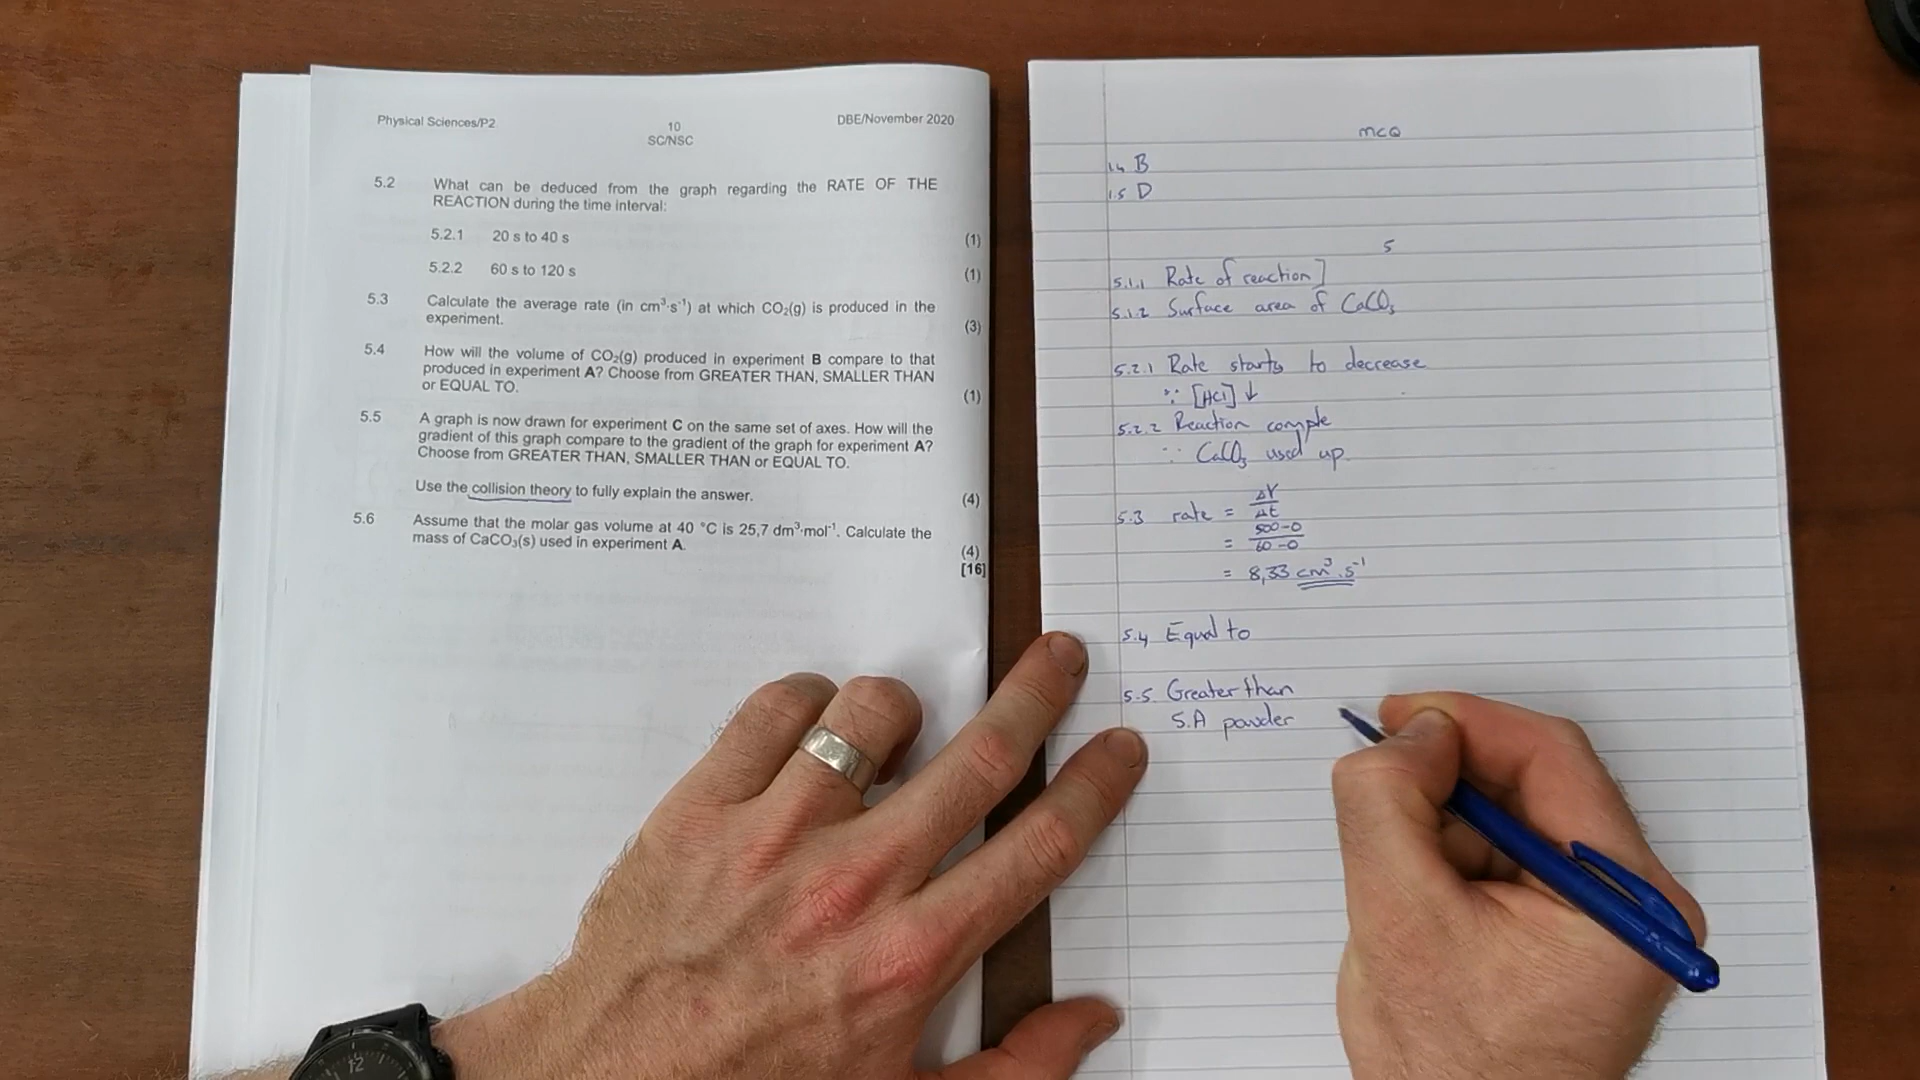 Physical Sciences/P2
10
SC/NSC
DBE/November 2020
5.2 What can be deduced from the graph regarding the RATE OF THE
REACTION during the time interval:
5.2.1 20 s to 40 s (1)
5.2.2 60 s to 120 s (1)
5.3 Calculate the average rate (in cm³·s⁻¹) at which CO₂(g) is produced in the
experiment. (3)
5.4 How will the volume of CO₂(g) produced in experiment B compare to that
produced in experiment A? Choose from GREATER THAN, SMALLER THAN
or EQUAL TO. (1)
5.5 A graph is now drawn for experiment C on the same set of axes. How will the
gradient of this graph compare to the gradient of the graph for experiment A?
Choose from GREATER THAN, SMALLER THAN or EQUAL TO.
Use the collision theory to fully explain the answer. (4)
5.6 Assume that the molar gas volume at 40 °C is 25,7 dm³·mol⁻¹. Calculate the
mass of CaCO₃(s) used in experiment A. (4)
[16]
MCQ
1.4 B
1.5 D
5
5.1.1 Rate of reaction]
5.1.2 Surface area of CaCO₃
5.2.1 Rate starts to decrease
∵ [HCl] ↓
5.2.2 Reaction comple
∵ CaCO₃ used up.
5.3 rate = ΔV/Δt
= 500-0/60-0
= 8,33 cm³.s⁻¹
5.4 Equal to
5.5 Greater than
S.A powder
12